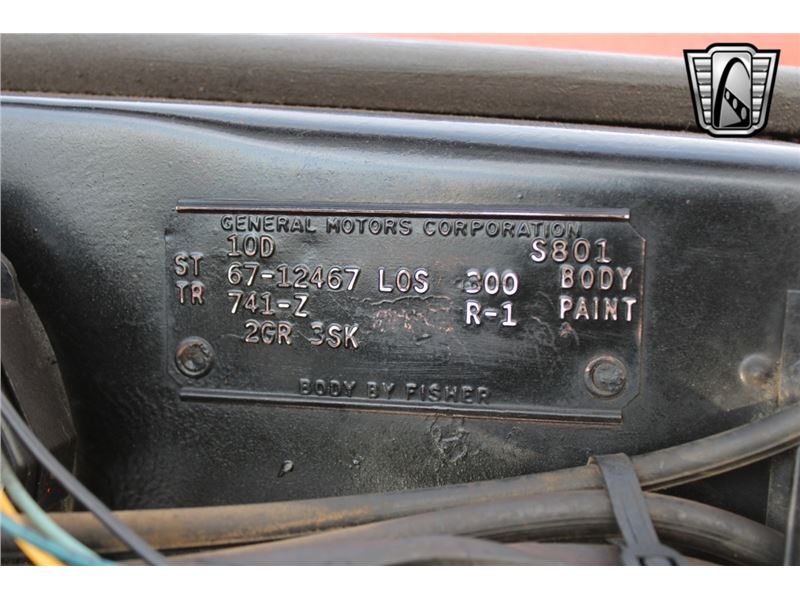 GENERAL MOTORS CORPORATION
10D S801
ST 67-12467 LOS 300 BODY
TR 741-Z R-1 PAINT
2GR 3SK
BODY BY FISHER